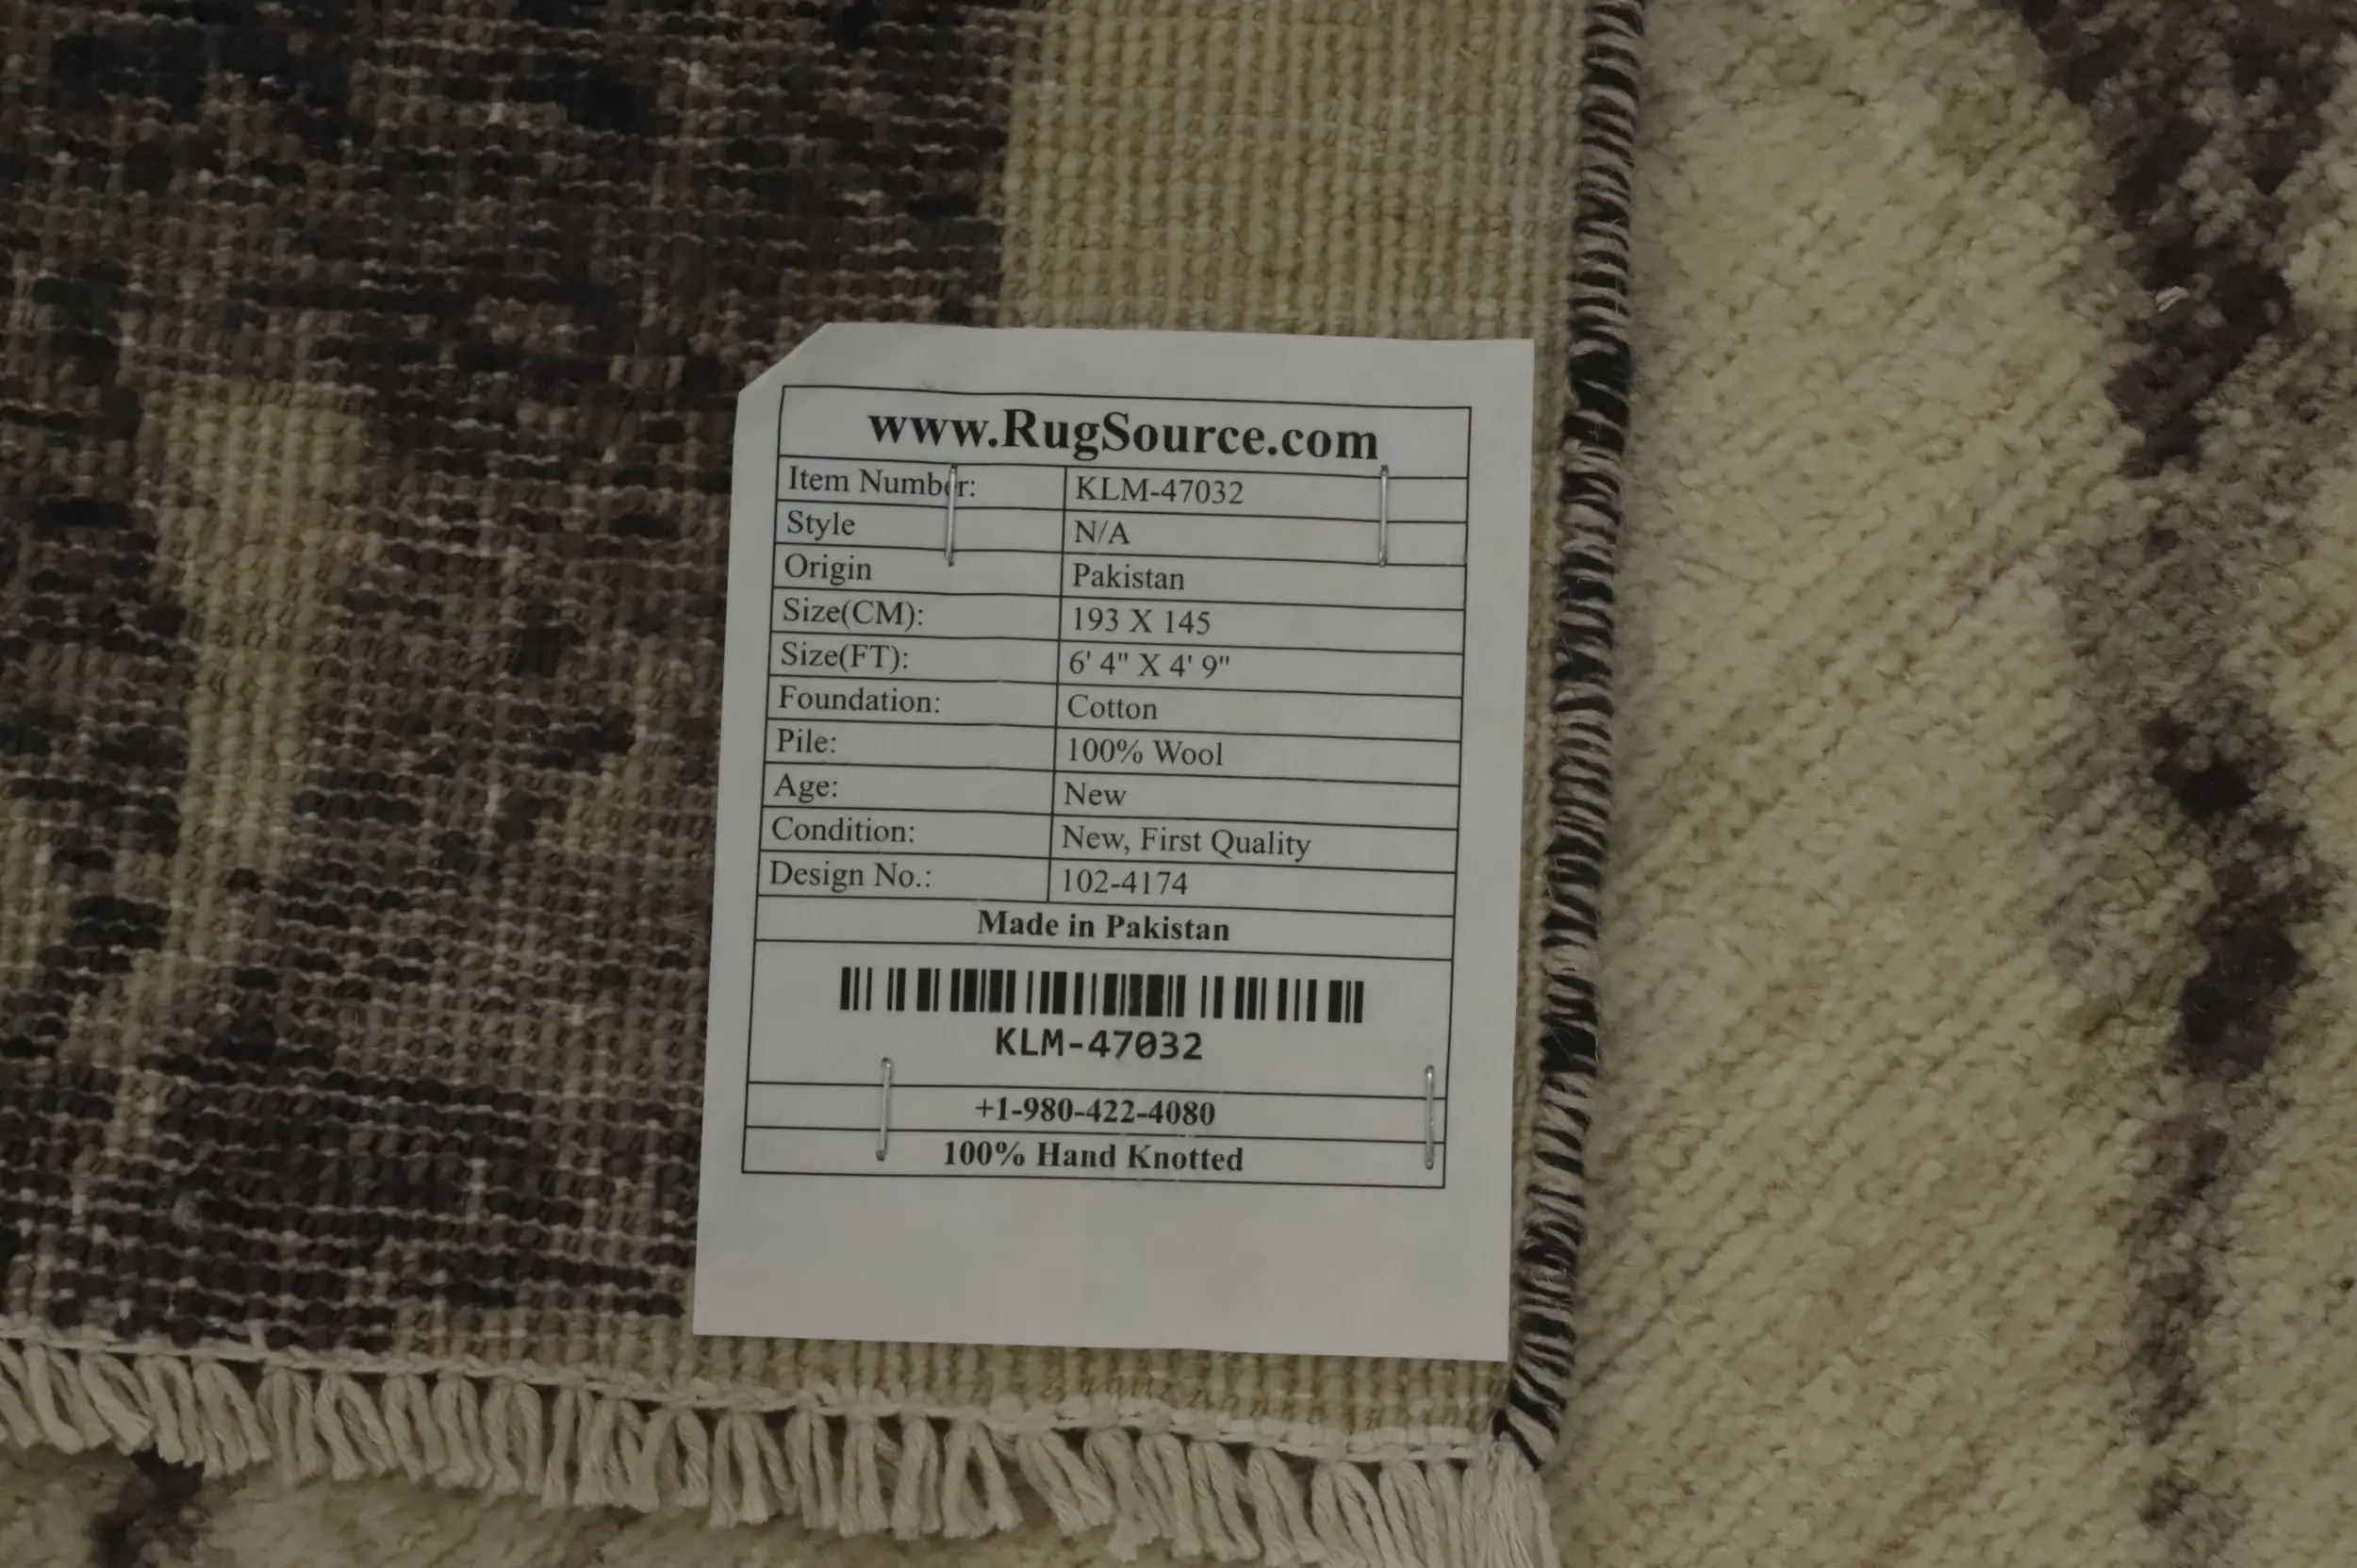 www.RugSource.com
Item Number: KLM-47032
Style N/A
Origin Pakistan
Size(CM): 193 X 145
Size(FT): 6' 4" X 4' 9"
Foundation: Cotton
Pile: 100% Wool
Age: New
Condition: New, First Quality
Design No.: 102-4174
Made in Pakistan
KLM-47032
+1-980-422-4080
100% Hand Knotted